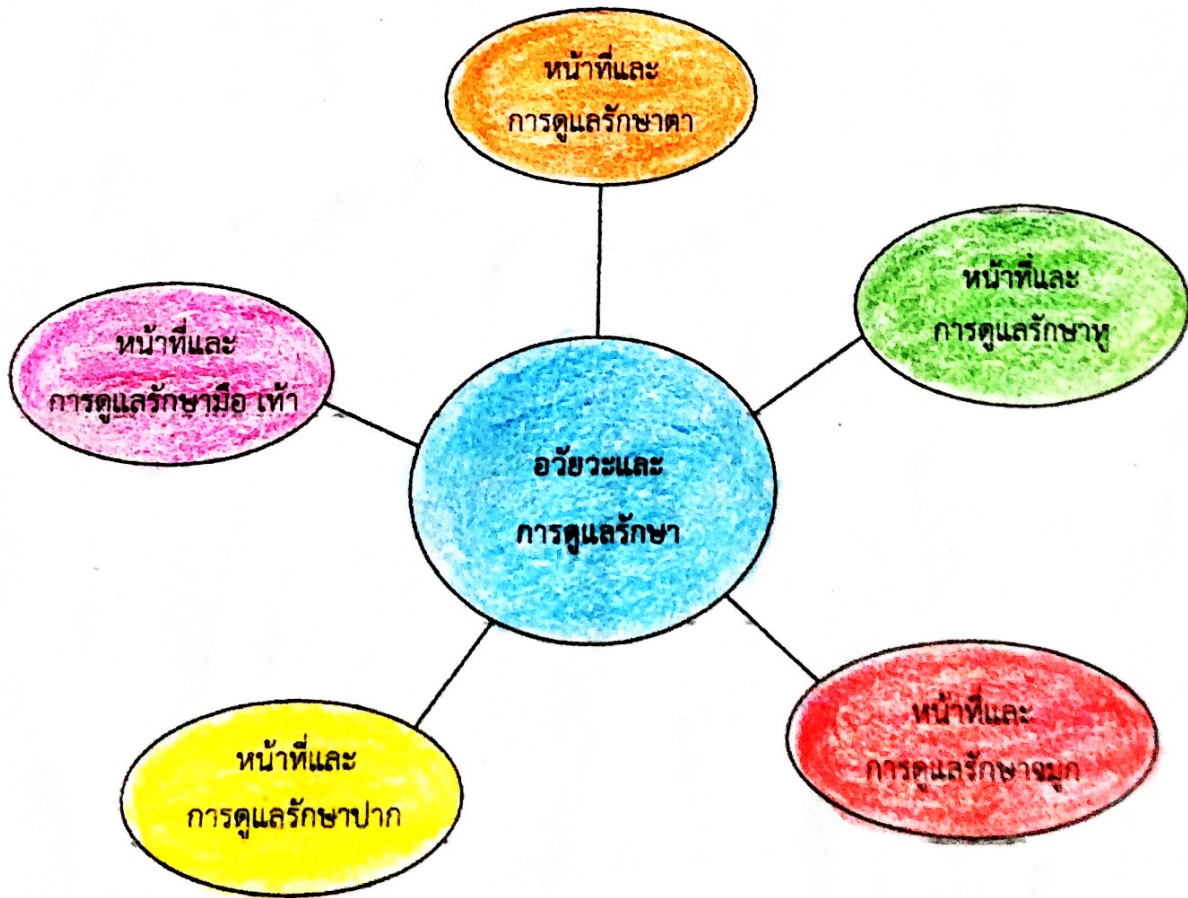 หน้าที่และ
การดูแลรักษาตา
หน้าที่และ
การดูแลรักษาหู
หน้าที่และ
การดูแลรักษามือ เท้า
อวัยวะและ
การดูแลรักษา
หน้าที่และ
การดูแลรักษาจมูก
หน้าที่และ
การดูแลรักษาปาก